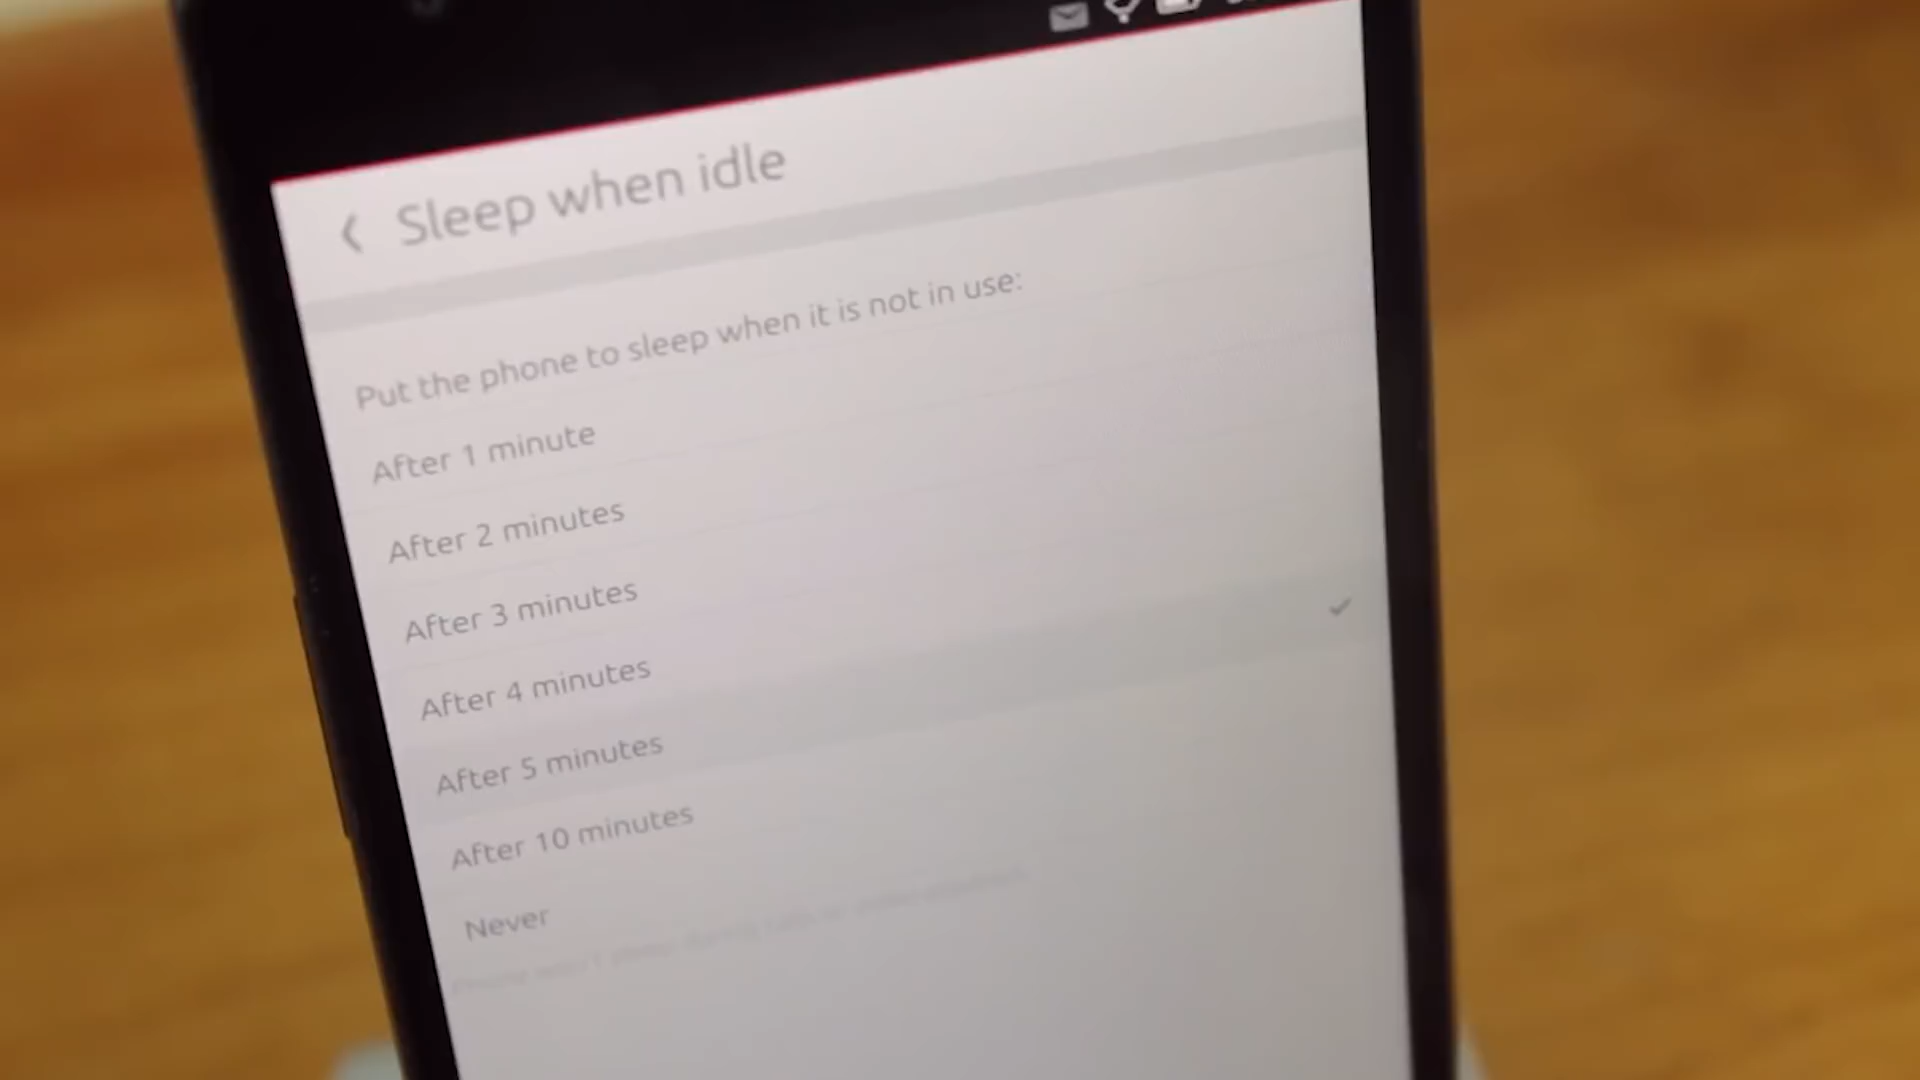 Sleep when idle
Put the phone to sleep when it is not in use:
After 1 minute
After 2 minutes
After 3 minutes
After 4 minutes
After 5 minutes
After 10 minutes
Never